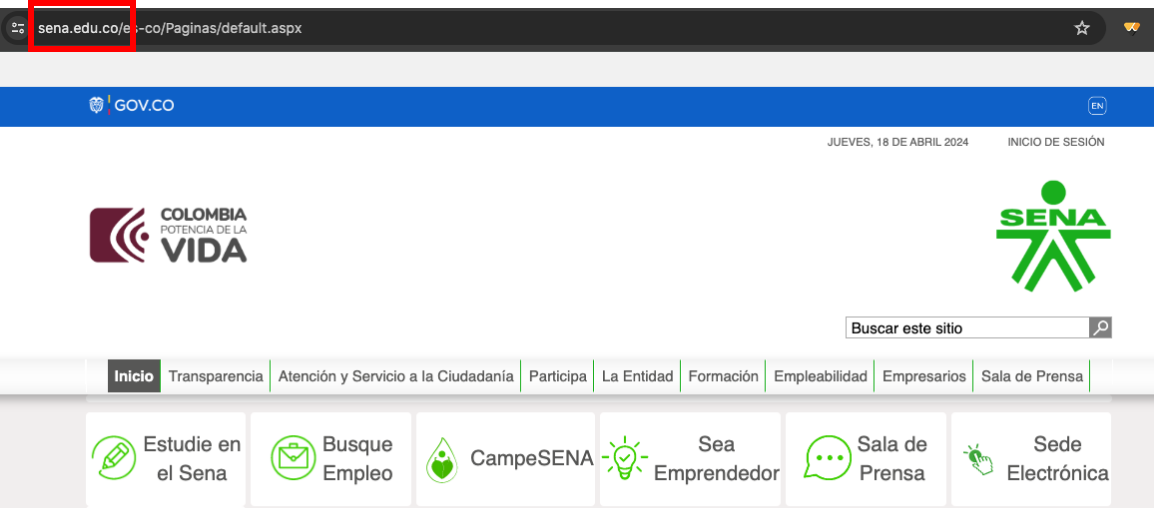 sena.edu.co/es-co/Paginas/default.aspx
GOV.CO EN
JUEVES, 18 DE ABRIL 2024 INICIO DE SESIÓN
COLOMBIA
POTENCIA DE LA
VIDA
SENA
Buscar este sitio
Inicio Transparencia Atención y Servicio a la Ciudadanía Participa La Entidad Formación Empleabilidad Empresarios Sala de Prensa
Estudie en
el Sena
Busque
Empleo
CampeSENA
Sea
Emprendedor
Sala de
Prensa
Sede
Electrónica